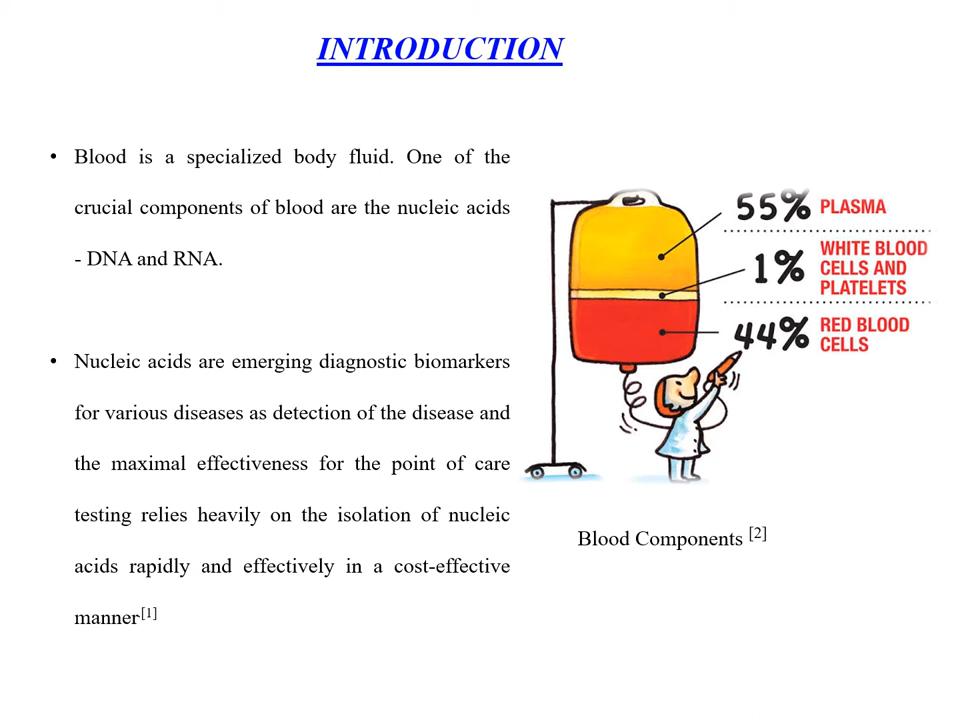 INTRODUCTION
• Blood is a specialized body fluid. One of the
crucial components of blood are the nucleic acids
- DNA and RNA.
• Nucleic acids are emerging diagnostic biomarkers
for various diseases as detection of the disease and
the maximal effectiveness for the point of care
testing relies heavily on the isolation of nucleic
acids rapidly and effectively in a cost-effective
manner[1]
55% PLASMA
1% WHITE BLOOD
CELLS AND
PLATELETS
44% RED BLOOD
CELLS
Blood Components [2]